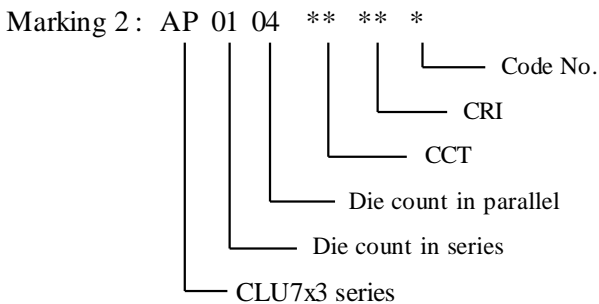 Marking 2 : AP 01 04 ** ** *
Code No.
CRI
CCT
Die count in parallel
Die count in series
CLU7x3 series